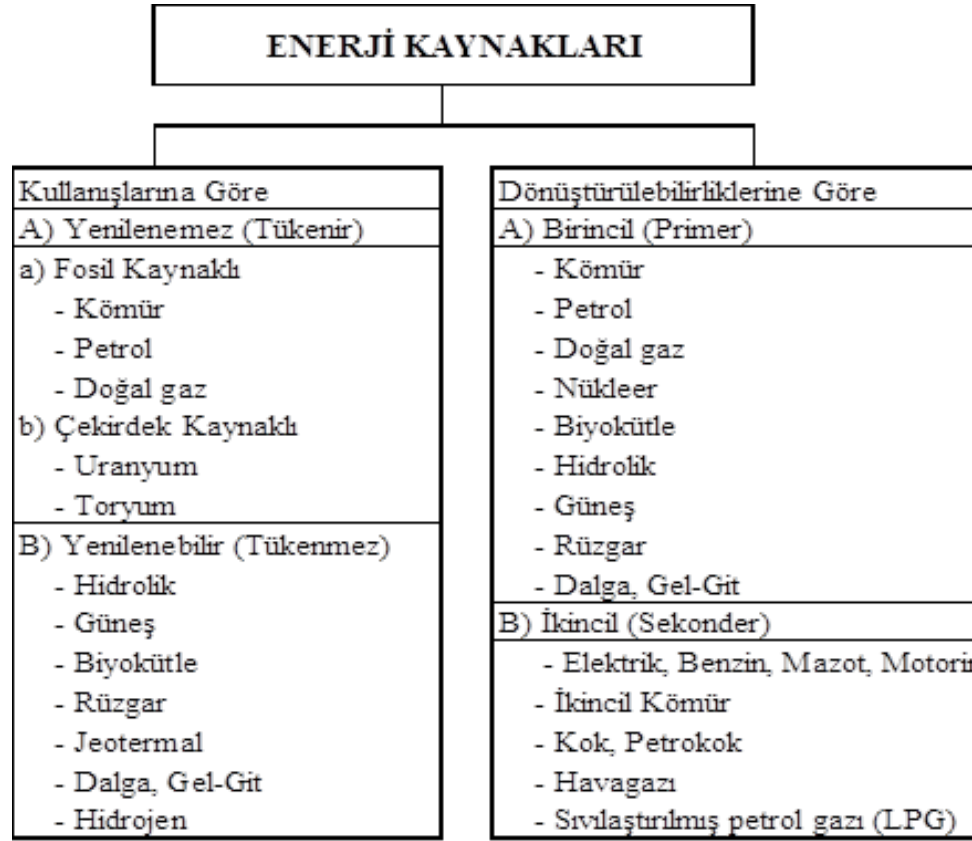 ENERJİ KAYNAKLARI
Kullanışlarına Göre
A) Yenilenemez (Tükenir)
a) Fosil Kaynaklı
- Kömür
- Petrol
- Doğal gaz
b) Çekirdek Kaynaklı
- Uranyum
- Toryum
B) Yenilenebilir (Tükenmez)
- Hidrolik
- Güneş
- Biyokütle
- Rüzgar
- Jeotermal
- Dalga, Gel-Git
- Hidrojen
Dönüştürülebilirliklerine Göre
A) Birincil (Primer)
- Kömür
- Petrol
- Doğal gaz
- Nükleer
- Biyokütle
- Hidrolik
- Güneş
- Rüzgar
- Dalga, Gel-Git
B) İkincil (Sekonder)
- Elektrik, Benzin, Mazot, Motorin
- İkincil Kömür
- Kok, Petrokok
- Havagazı
- Sıvılaştırılmış petrol gazı (LPG)